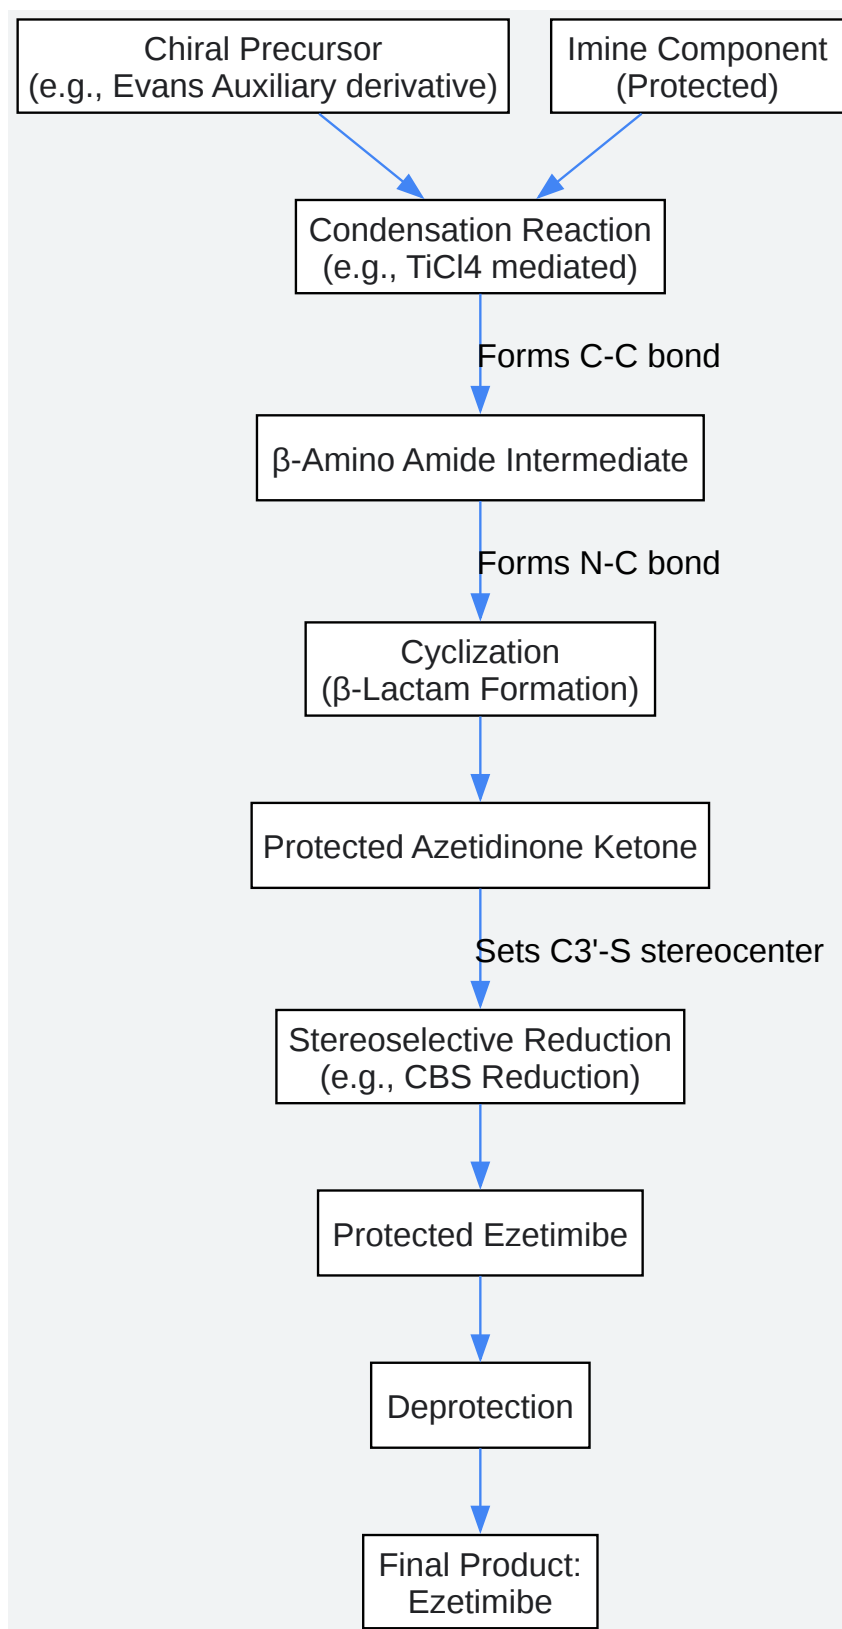 Chiral Precursor
(e.g., Evans Auxiliary derivative)
Imine Component
(Protected)
Condensation Reaction
(e.g., TiCl4 mediated)
Forms C-C bond
β-Amino Amide Intermediate
Forms N-C bond
Cyclization
(β-Lactam Formation)
Protected Azetidinone Ketone
Sets C3'-S stereocenter
Stereoselective Reduction
(e.g., CBS Reduction)
Protected Ezetimibe
Deprotection
Final Product:
Ezetimibe